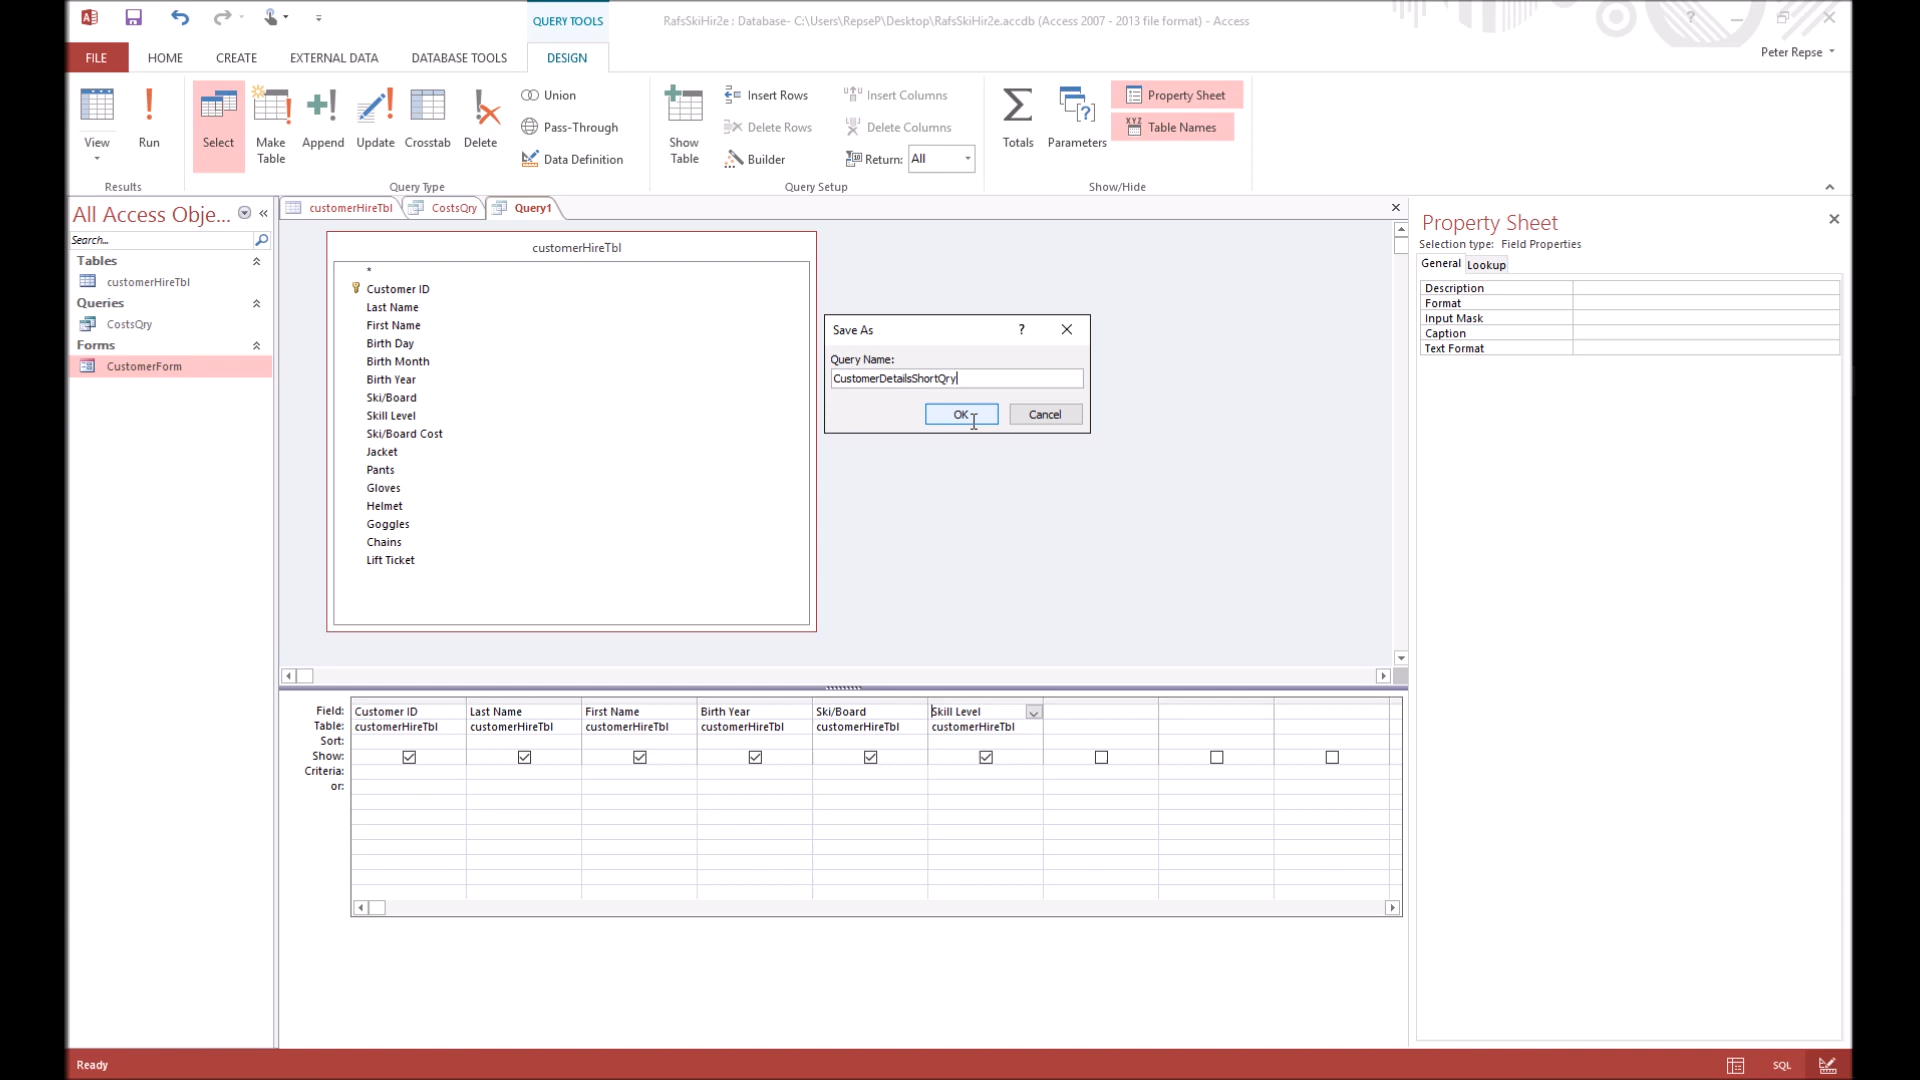 QUERY TOOLS
RafsSkiHir2e : Database- C:\Users\RepseP\Desktop\RafsSkiHir2e.accdb (Access 2007 - 2013 file format) - Access
?
FILE HOME CREATE EXTERNAL DATA DATABASE TOOLS DESIGN
Peter Repse
View
Run
Select
Make Table
Append
Update
Crosstab
Delete
Union
Pass-Through
Data Definition
Show Table
Insert Rows
Delete Rows
Builder
Insert Columns
Delete Columns
Return: All
Totals
Parameters
Property Sheet
XYZ
Table Names
Results
Query Type
Query Setup
Show/Hide
All Access Obje... «
Search...
Tables
customerHireTbl
Queries
CostsQry
Forms
CustomerForm
customerHireTbl CostsQry Query1
customerHireTbl
*
Customer ID
Last Name
First Name
Birth Day
Birth Month
Birth Year
Ski/Board
Skill Level
Ski/Board Cost
Jacket
Pants
Gloves
Helmet
Goggles
Chains
Lift Ticket
Save As ?
Query Name:
CustomerDetailsShortQry
OK Cancel
Field: Customer ID Last Name First Name Birth Year Ski/Board Skill Level
Table: customerHireTbl customerHireTbl customerHireTbl customerHireTbl customerHireTbl customerHireTbl
Sort:
Show:
Criteria:
or:
Property Sheet
Selection type: Field Properties
General Lookup
Description
Format
Input Mask
Caption
Text Format
Ready
SQL